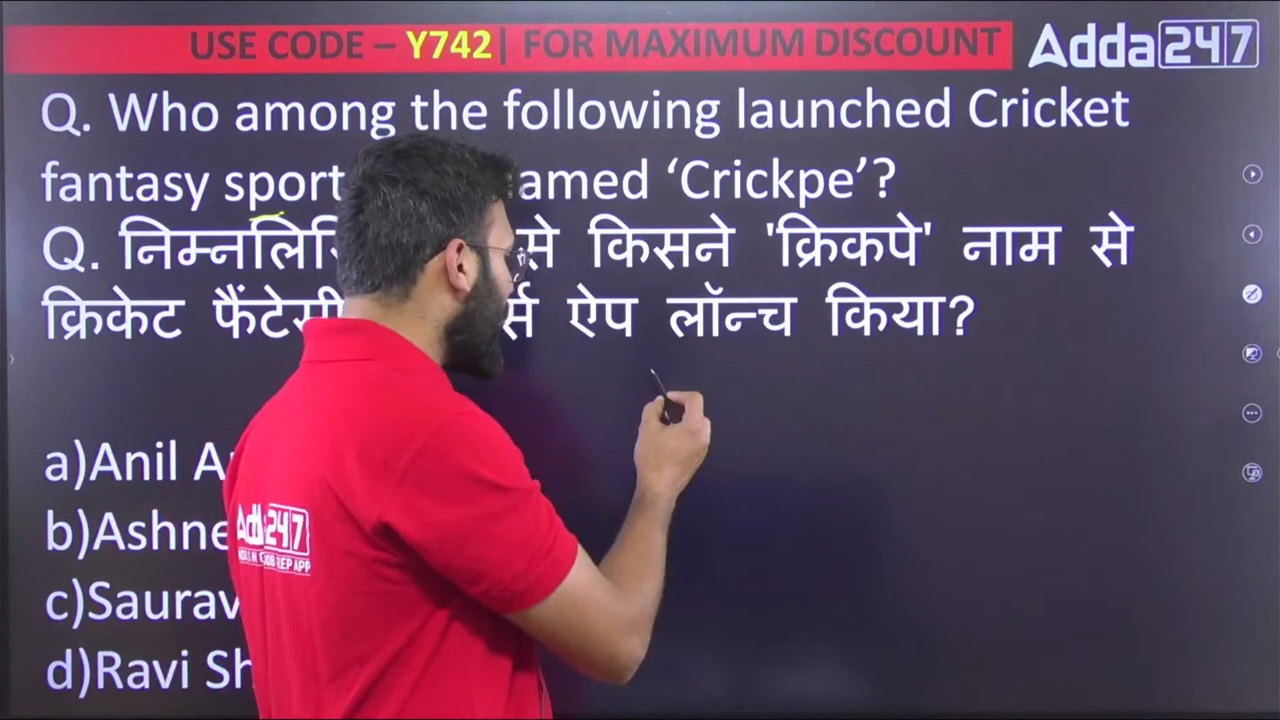 USE CODE – Y742| FOR MAXIMUM DISCOUNT
Adda247
Q. Who among the following launched Cricket
fantasy sport amed ‘Crickpe’?
Q. से किसने 'क्रिकपे' नाम से
क्रिकेट ऐप लॉन्च किया?
a)Anil
b)Ashne
c)Saurav
d)Ravi Sh
Adda247